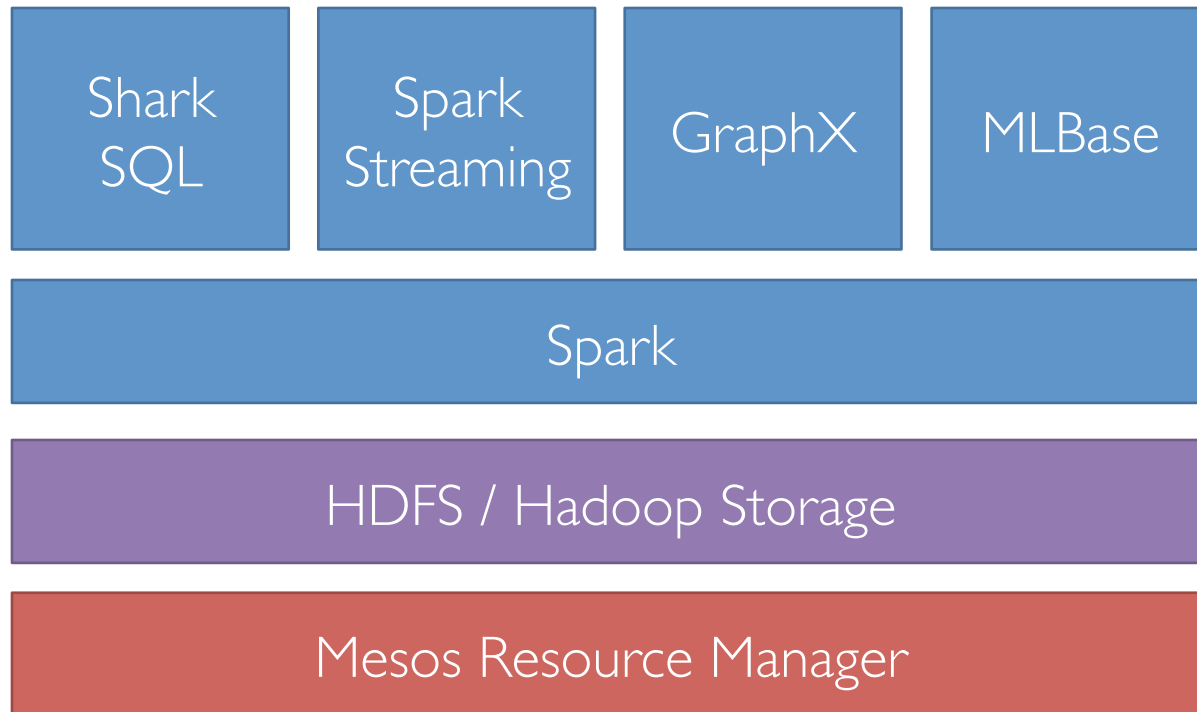 Shark
SQL
Spark
Streaming
GraphX
MLBase
Spark
HDFS / Hadoop Storage
Mesos Resource Manager